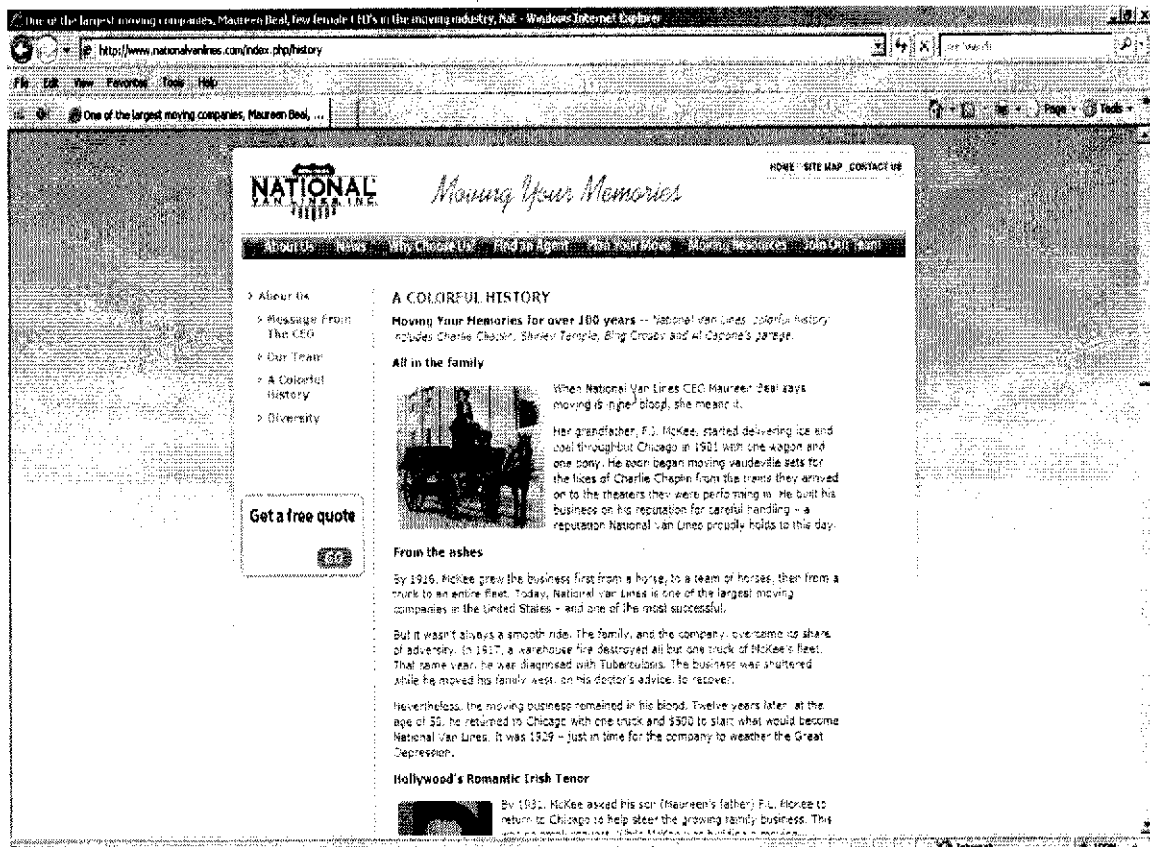 One of the largest moving companies, Maureen Beal, few female CEO's in the moving industry, Nat - Windows Internet Explorer
http://www.nationalvanlines.com/index.php/history
File Edit View Favorites Tools Help
One of the largest moving companies, Maureen Beal, ...
Page Tools
HOME SITE MAP CONTACT US
NATIONAL
VAN LINES INC.
Moving Your Memories
About Us News Why Choose Us? Find an Agent Plan Your Move Moving Resources Join Our Team
> About Us
> Message From
The CEO
> Our Team
> A Colorful
History
> Diversity
Get a free quote
GO
A COLORFUL HISTORY
Moving Your Memories for over 100 years -- National Van Lines' colorful history
includes Charlie Chaplin, Shirley Temple, Bing Crosby and Al Capone's garage.
All in the family
When National Van Lines CEO Maureen Beal says
moving is in her blood, she means it.
Her grandfather, F.J. McKee, started delivering ice and
coal throughout Chicago in 1901 with one wagon and
one pony. He soon began moving vaudeville sets for
the likes of Charlie Chaplin from the trains they arrived
on to the theaters they were performing in. He built his
business on his reputation for careful handling – a
reputation National Van Lines proudly holds to this day.
From the ashes
By 1916, McKee grew the business first from a horse, to a team of horses, then from a
truck to an entire fleet. Today, National Van Lines is one of the largest moving
companies in the United States – and one of the most successful.
But it wasn't always a smooth ride. The family, and the company, overcame its share
of adversity. In 1917, a warehouse fire destroyed all but one truck of McKee's fleet.
That same year, he was diagnosed with Tuberculosis. The business was shuttered
while he moved his family west, on his doctor's advice, to recover.
Nevertheless, the moving business remained in his blood. Twelve years later, at the
age of, he returned to Chicago with one truck and $500 to start what would become
National Van Lines. It was 1929 – just in time for the company to weather the Great
Depression.
Hollywood's Romantic Irish Tenor
By 1931, McKee asked his son (Maureen's father) F.L. McKee to
return to Chicago to help steer the growing family business. This